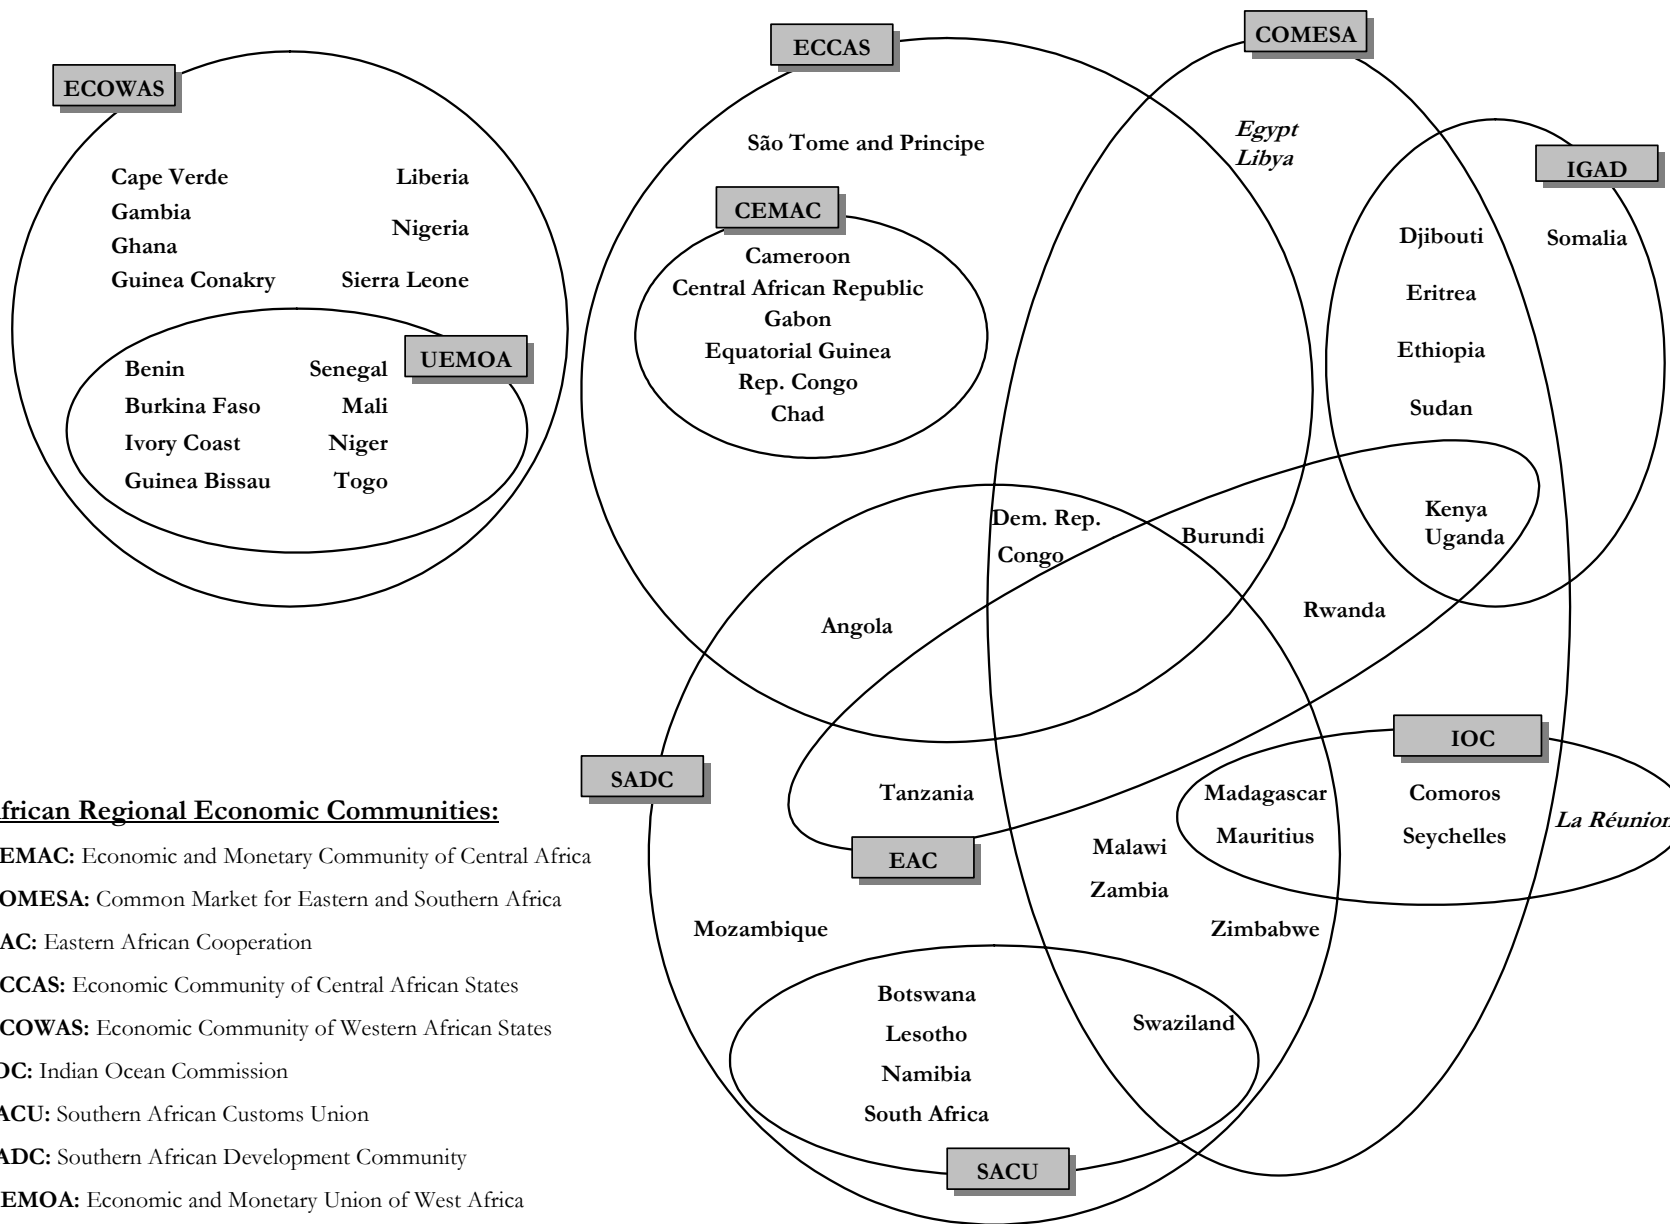 ECOWAS
Cape Verde
Gambia
Ghana
Guinea Conakry
Liberia
Nigeria
Sierra Leone
UEMOA
Benin
Burkina Faso
Ivory Coast
Guinea Bissau
Senegal
Mali
Niger
Togo
ECCAS
São Tome and Principe
CEMAC
Cameroon
Central African Republic
Gabon
Equatorial Guinea
Rep. Congo
Chad
COMESA
Egypt
Libya
IGAD
Djibouti
Eritrea
Ethiopia
Sudan
Somalia
Kenya
Uganda
Dem. Rep.
Congo
Burundi
Rwanda
Angola
SADC
Tanzania
EAC
IOC
Madagascar
Mauritius
Comoros
Seychelles
La Réunion
Malawi
Zambia
Zimbabwe
Mozambique
Botswana
Lesotho
Namibia
South Africa
Swaziland
SACU
frican Regional Economic Communities:
EMAC: Economic and Monetary Community of Central Africa
OMESA: Common Market for Eastern and Southern Africa
AC: Eastern African Cooperation
CCAS: Economic Community of Central African States
COWAS: Economic Community of Western African States
OC: Indian Ocean Commission
ACU: Southern African Customs Union
ADC: Southern African Development Community
EMOA: Economic and Monetary Union of West Africa